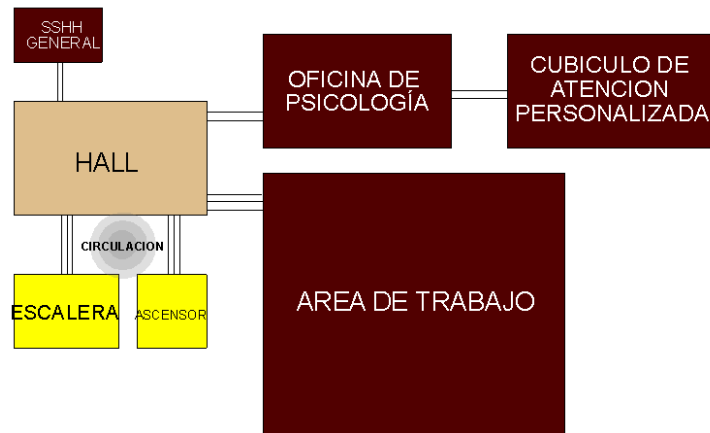 SSHH
GENERAL
OFICINA DE
PSICOLOGÍA
CUBICULO DE
ATENCION
PERSONALIZADA
HALL
CIRCULACION
ESCALERA
ASCENSOR
AREA DE TRABAJO